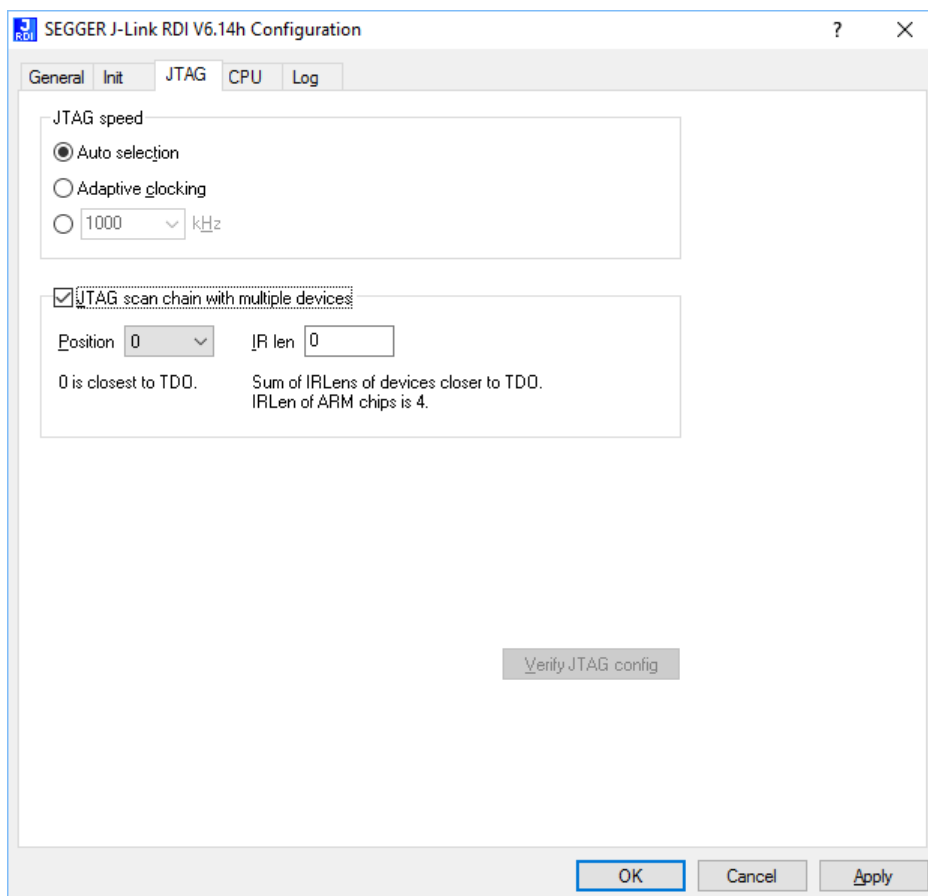 J
RDI
SEGGER J-Link RDI V6.14h Configuration
?
General Init JTAG CPU Log
JTAG speed
Auto selection
Adaptive clocking
1000 kHz
JTAG scan chain with multiple devices
Position 0 IR len 0
0 is closest to TDO. Sum of IRLens of devices closer to TDO.
IRLen of ARM chips is 4.
Verify JTAG config
OK Cancel Apply